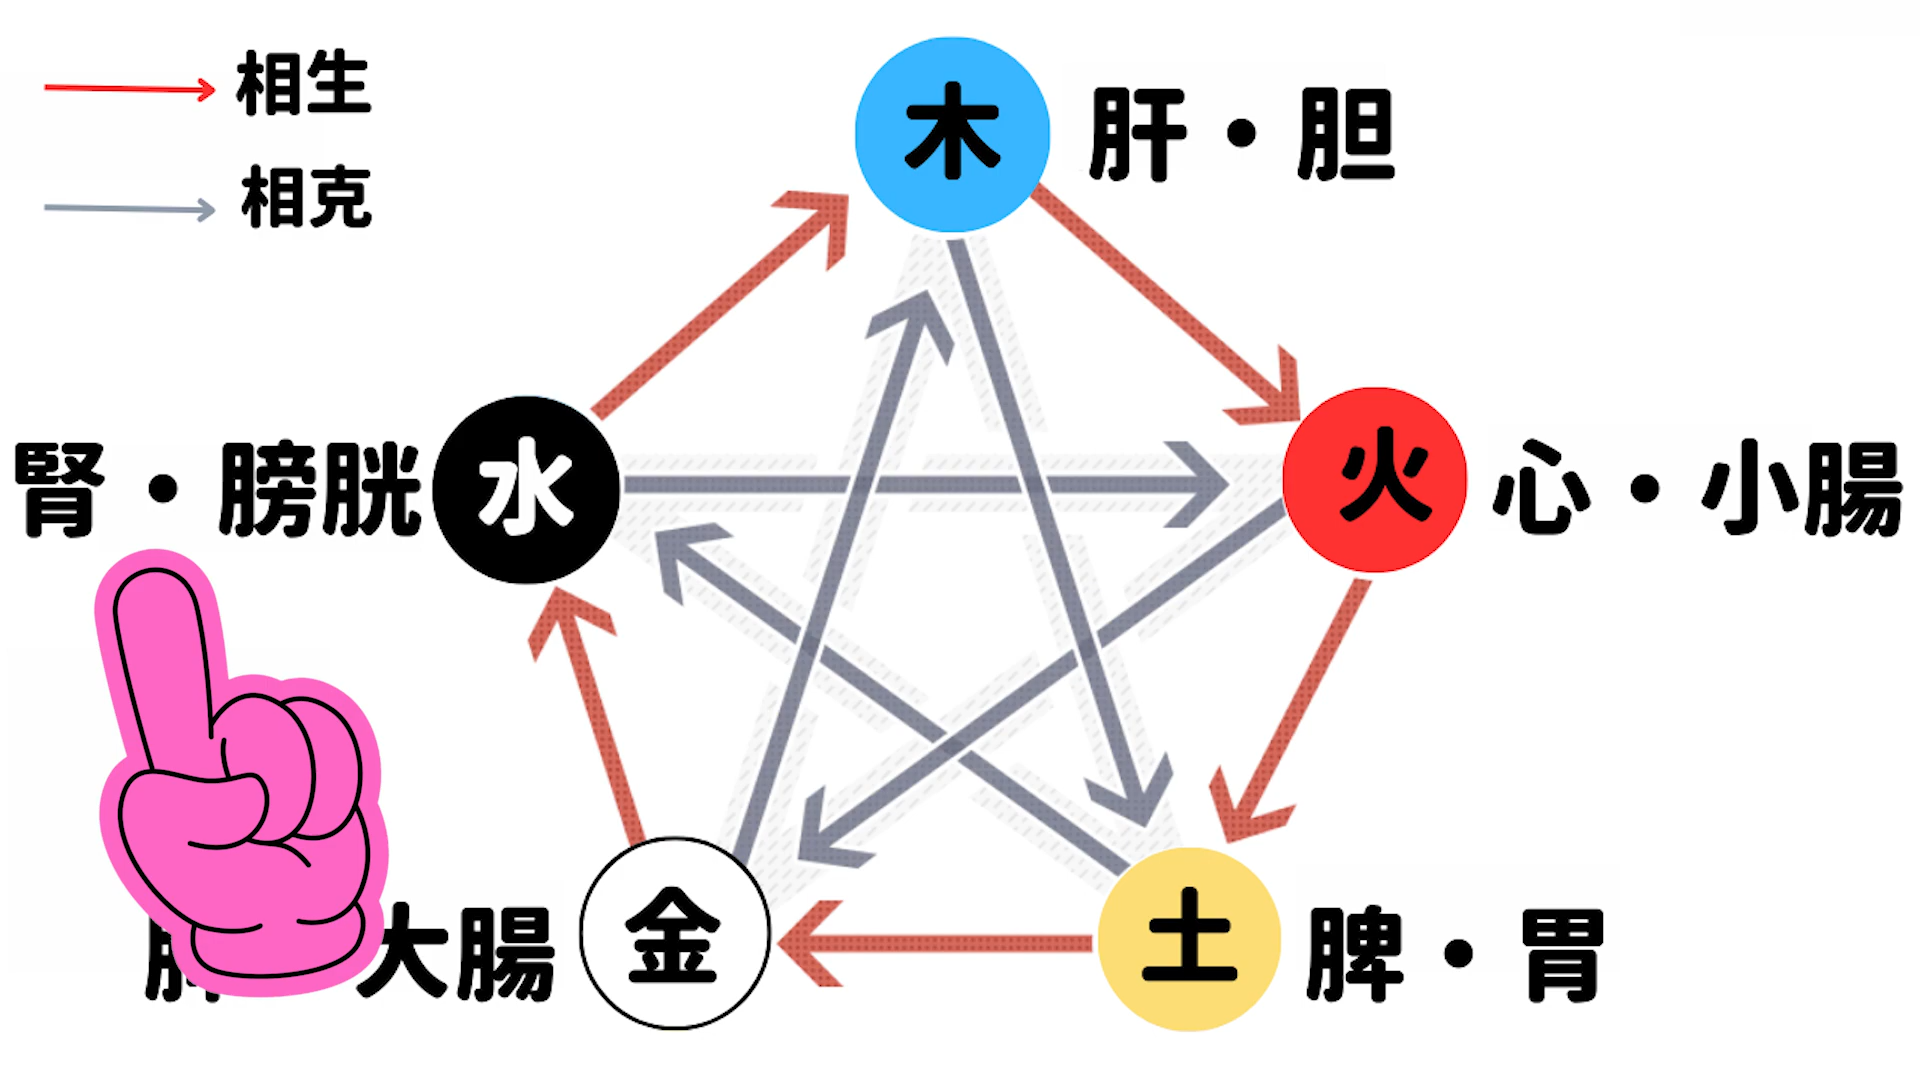 相生
相克
木 肝・胆
腎・膀胱 水
火 心・小腸
大腸 金
土 脾・胃